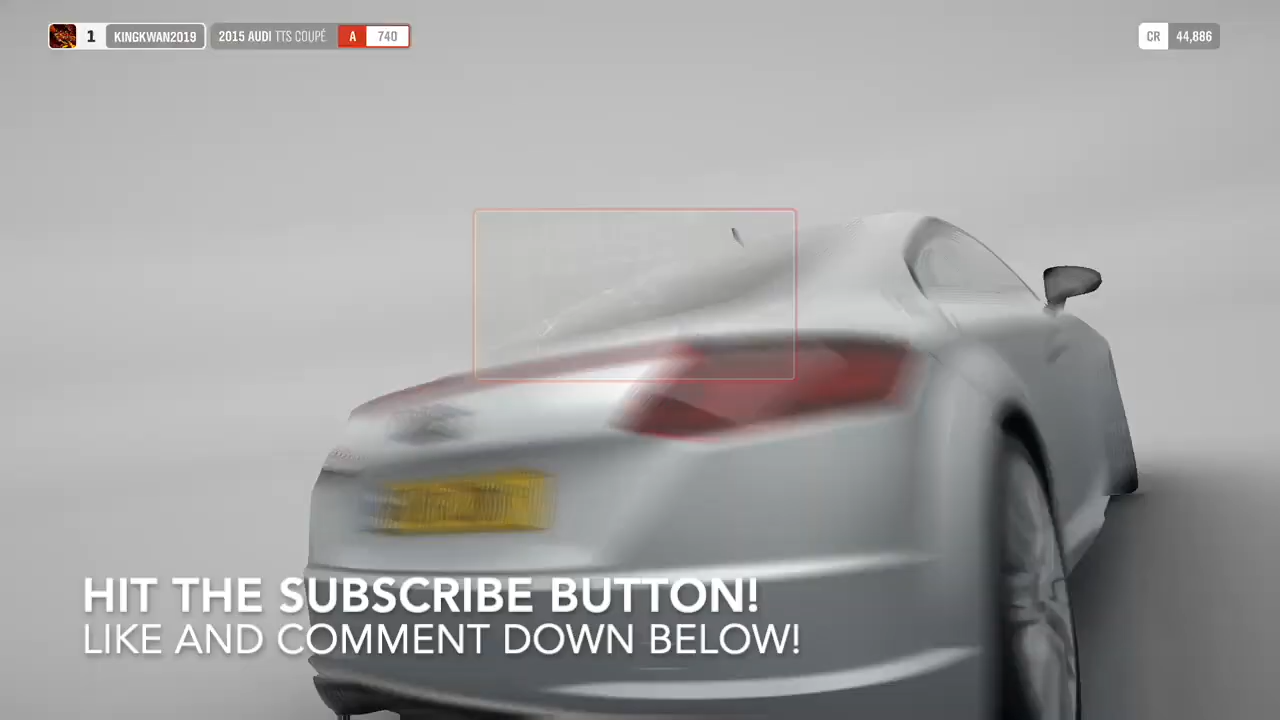 1 KINGKWAN2019 2015 AUDI TTS COUPÉ A 740 CR 44,886
HIT THE SUBSCRIBE BUTTON!
LIKE AND COMMENT DOWN BELOW!